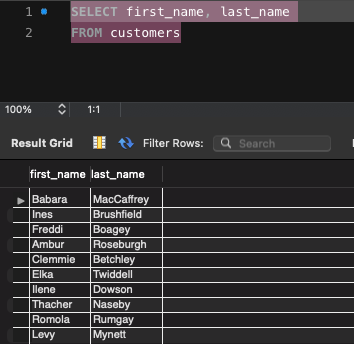 1 SELECT first_name, last_name
2 FROM customers
100% 1:1
Result Grid Filter Rows: Search
first_name last_name
Babara MacCaffrey
Ines Brushfield
Freddi Boagey
Ambur Roseburgh
Clemmie Betchley
Elka Twiddell
Ilene Dowson
Thacher Naseby
Romola Rumgay
Levy Mynett